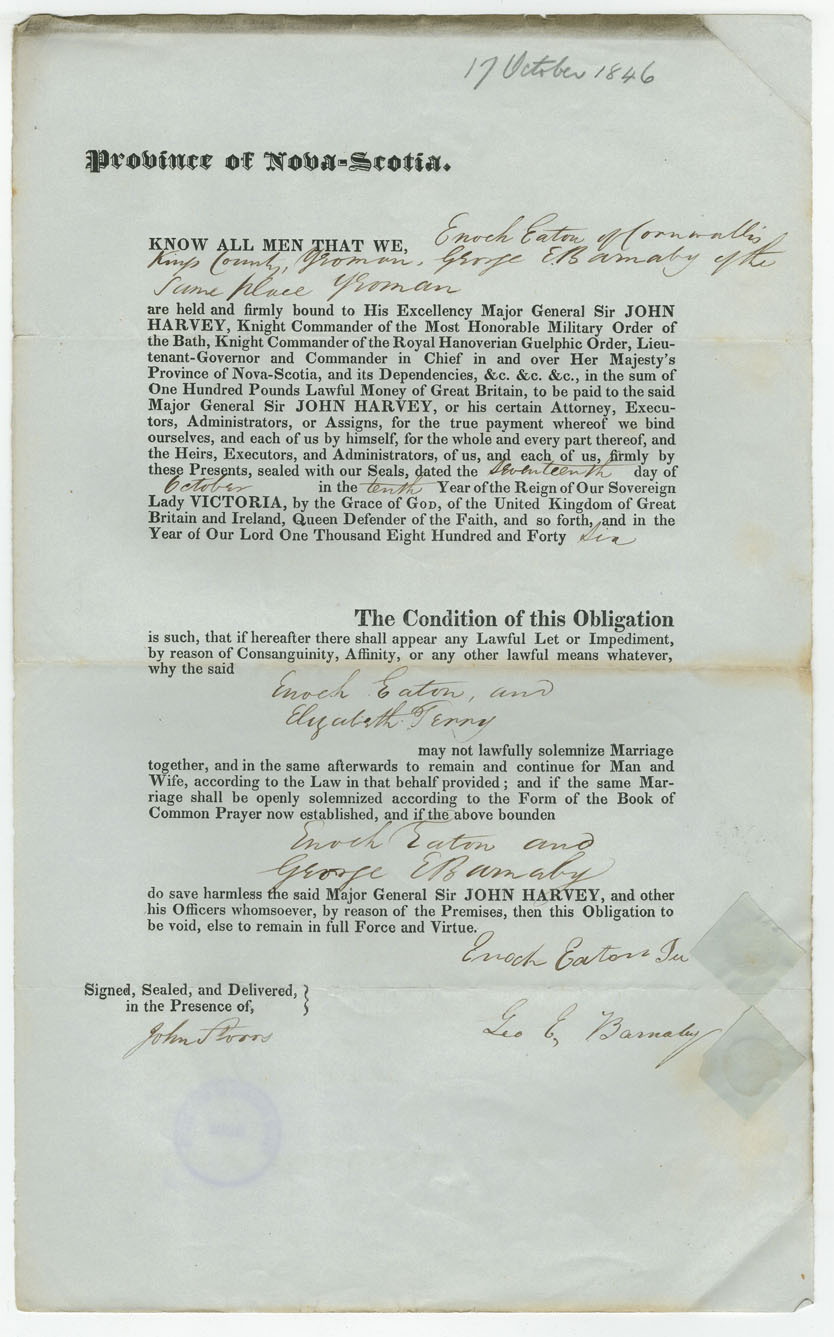 17 October 1846
Province of Nova-Scotia.
KNOW ALL MEN THAT WE, Enoch Eaton of Cornwallis
Kings County, Yeoman, George E Barnaby of the
Same place Yeoman
are held and firmly bound to His Excellency Major General Sir JOHN
HARVEY, Knight Commander of the Most Honorable Military Order of
the Bath, Knight Commander of the Royal Hanoverian Guelphic Order, Lieu-
tenant-Governor and Commander in Chief in and over Her Majesty's
Province of Nova-Scotia, and its Dependencies, &c. &c. &c., in the sum of
One Hundred Pounds Lawful Money of Great Britain, to be paid to the said
Major General Sir JOHN HARVEY, or his certain Attorney, Execu-
tors, Administrators, or Assigns, for the true payment whereof we bind
ourselves, and each of us by himself, for the whole and every part thereof, and
the Heirs, Executors, and Administrators, of us, and each of us, firmly by
these Presents, sealed with our Seals, dated the Seventeenth day of
October in the tenth Year of the Reign of Our Sovereign
Lady VICTORIA, by the Grace of GOD, of the United Kingdom of Great
Britain and Ireland, Queen Defender of the Faith, and so forth, and in the
Year of Our Lord One Thousand Eight Hundred and Forty Six
The Condition of this Obligation
is such, that if hereafter there shall appear any Lawful Let or Impediment,
by reason of Consanguinity, Affinity, or any other lawful means whatever,
why the said
Enoch Eaton, and
Elizabeth Terry
may not lawfully solemnize Marriage
together, and in the same afterwards to remain and continue for Man and
Wife, according to the Law in that behalf provided ; and if the same Mar-
riage shall be openly solemnized according to the Form of the Book of
Common Prayer now established, and if the above bounden
Enoch Eaton and
George E Barnaby
do save harmless the said Major General Sir JOHN HARVEY, and other
his Officers whomsoever, by reason of the Premises, then this Obligation to
be void, else to remain in full Force and Virtue.
Enoch Eaton
Signed, Sealed, and Delivered,
in the Presence of,
John Storrs
Geo E, Barnaby